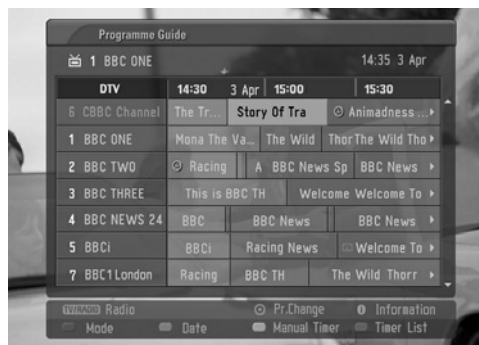 Programme Guide
1 BBC ONE 14:35 3 Apr
DTV 14:30 3 Apr 15:00 15:30
6 CBBC Channel The Tr... Story Of Tra Animadness ...
1 BBC ONE Mona The Va... The Wild ThorThe Wild Tho
2 BBC TWO Racing A BBC News Sp BBC News
3 BBC THREE This is BBC TH Welcome Welcome To
4 BBC NEWS 24 BBC BBC News BBC News
5 BBCi BBCi Racing News Welcome To
7 BBC1 London Racing BBC TH The Wild Thorr
TV/RADIO Radio Pr.Change Information
Mode Date Manual Timer Timer List